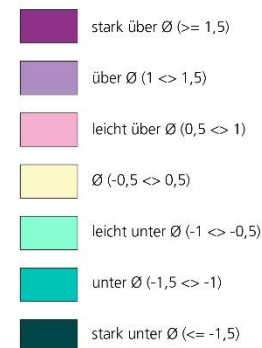 stark über Ø (>= 1,5)
über Ø (1 <> 1,5)
leicht über Ø (0,5 <> 1)
Ø (-0,5 <> 0,5)
leicht unter Ø (-1 <> -0,5)
unter Ø (-1,5 <> -1)
stark unter Ø (<= -1,5)